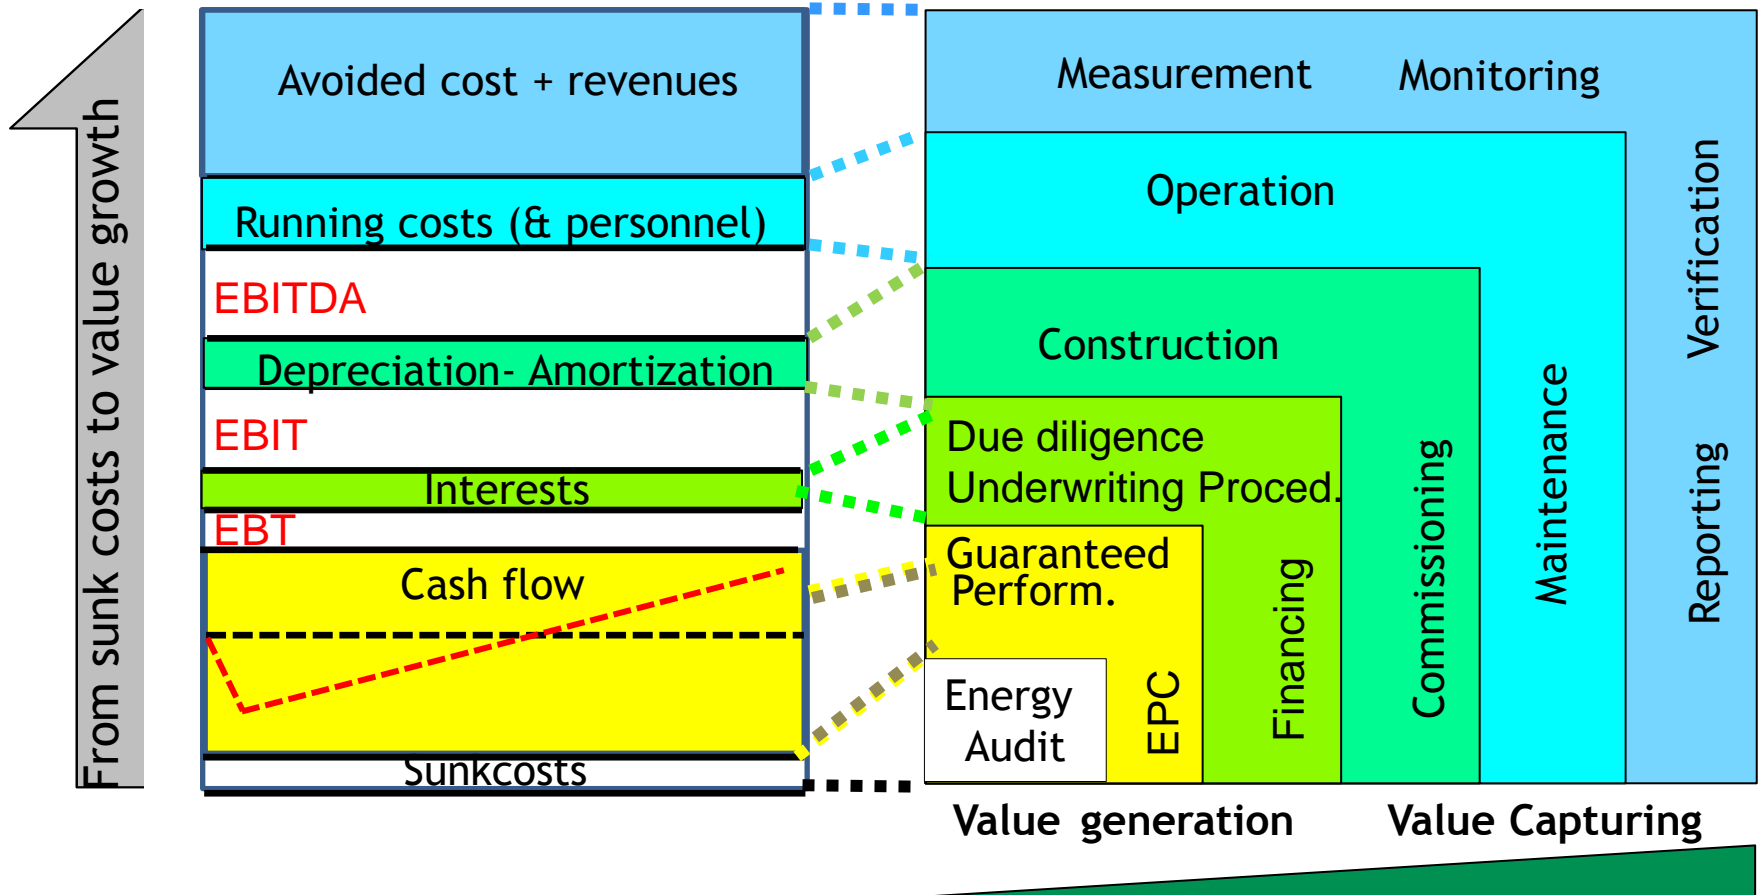 From sunk costs to value growth
Avoided cost + revenues
Running costs (& personnel)
EBITDA
Depreciation- Amortization
EBIT
Interests
EBT
Cash flow
Sunkcosts
Measurement
Monitoring
Verification
Reporting
Operation
Maintenance
Construction
Commissioning
Due diligence
Underwriting Proced.
Financing
Guaranteed
Perform.
EPC
Energy
Audit
Value generation
Value Capturing